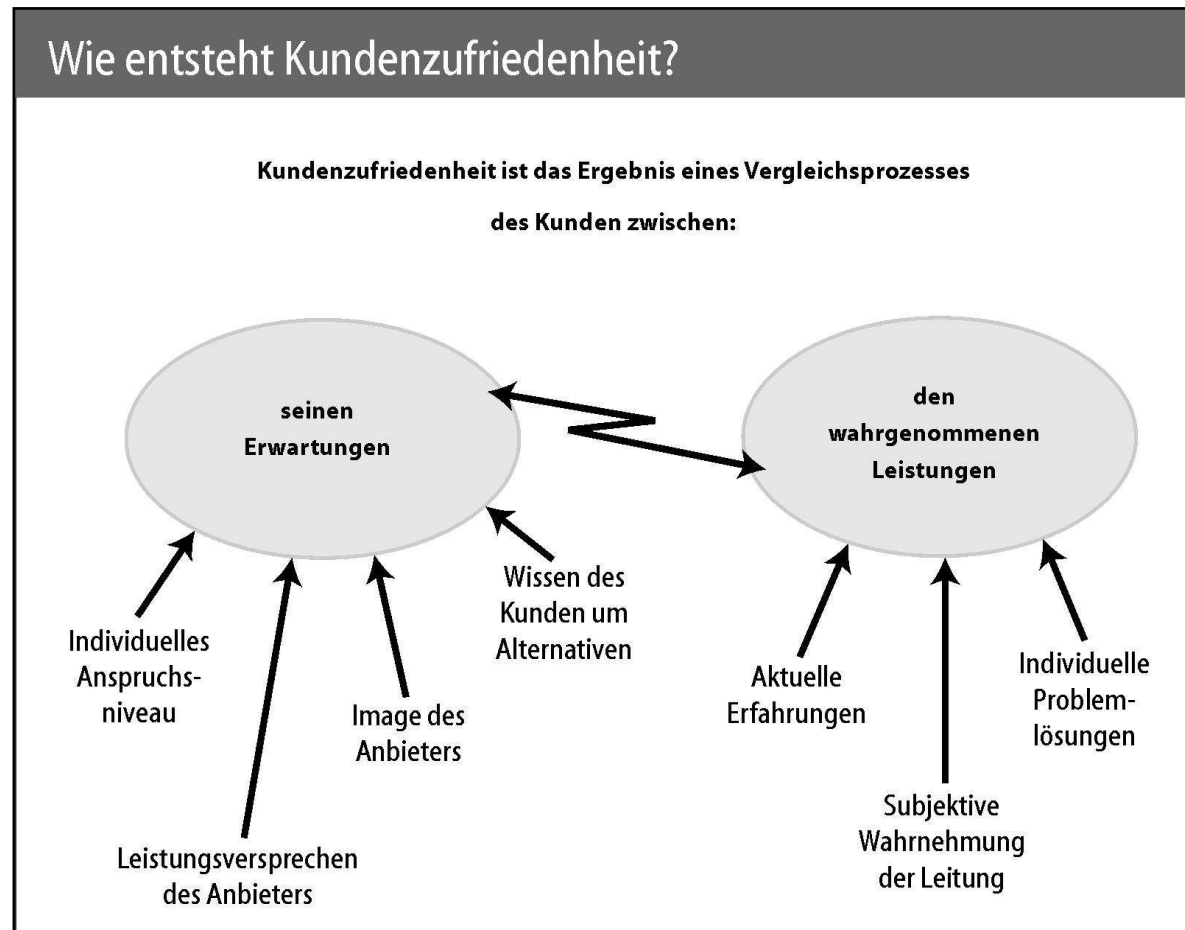 Wie entsteht Kundenzufriedenheit?
Kundenzufriedenheit ist das Ergebnis eines Vergleichsprozesses
des Kunden zwischen:
seinen
Erwartungen
den
wahrgenommenen
Leistungen
Individuelles
Anspruchs-
niveau
Leistungsversprechen
des Anbieters
Image des
Anbieters
Wissen des
Kunden um
Alternativen
Aktuelle
Erfahrungen
Subjektive
Wahrnehmung
der Leitung
Individuelle
Problem-
lösungen